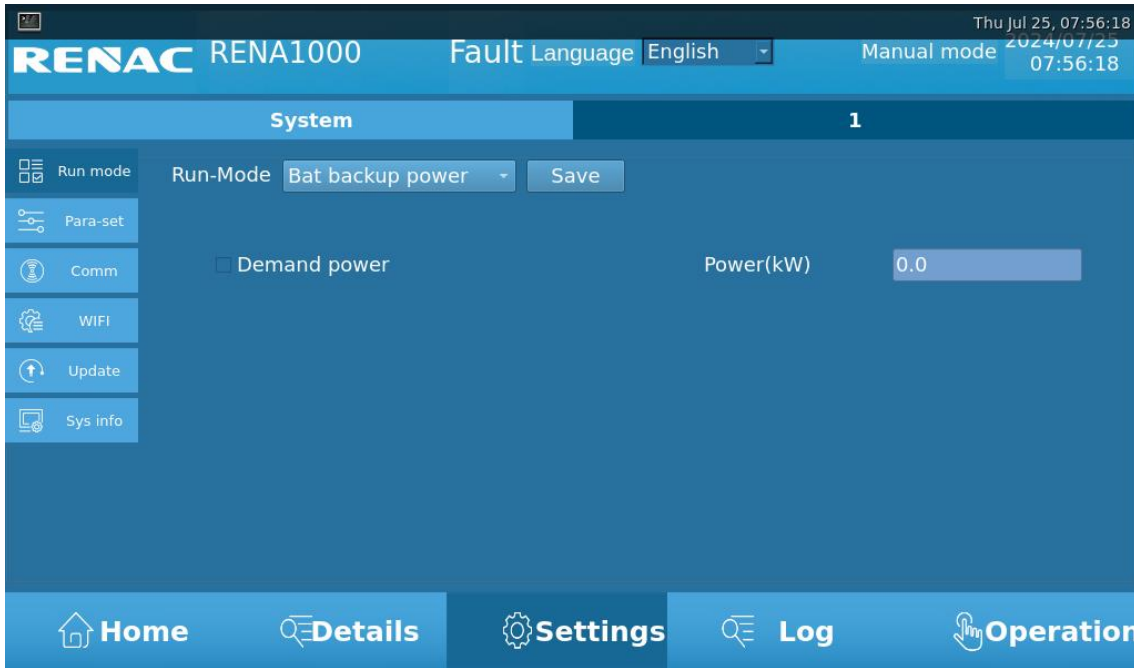 Thu Jul 25, 07:56:18
RENAC RENA1000 Fault Language English Manual mode 2024/07/25
07:56:18
System 1
Run mode
Run-Mode Bat backup power Save
Para-set
Demand power Power(kW) 0.0
Comm
WIFI
Update
Sys info
Home Details Settings Log Operation